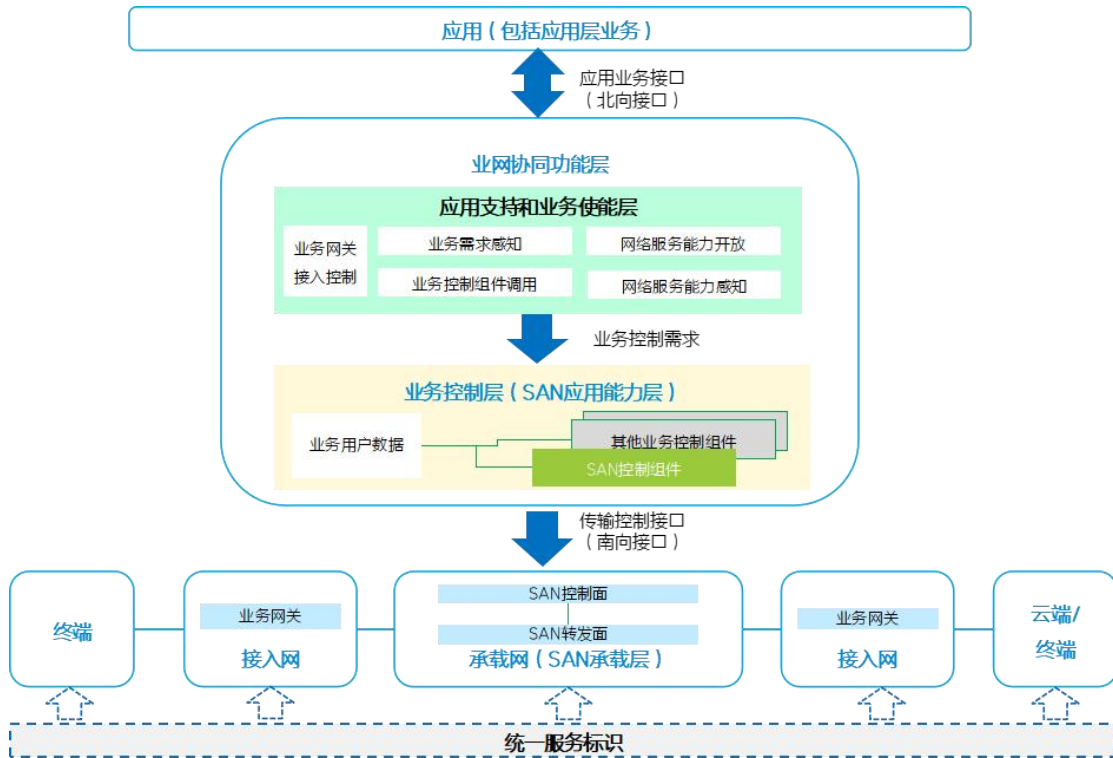 应用（包括应用层业务）
应用业务接口
（北向接口）
业网协同功能层
应用支持和业务使能层
业务网关
接入控制
业务需求感知
网络服务能力开放
业务控制组件调用
网络服务能力感知
业务控制需求
业务控制层（SAN应用能力层）
业务用户数据
其他业务控制组件
SAN控制组件
传输控制接口
（南向接口）
终端
业务网关
接入网
SAN控制面
SAN转发面
承载网（SAN承载层）
业务网关
接入网
云端/
终端
统一服务标识